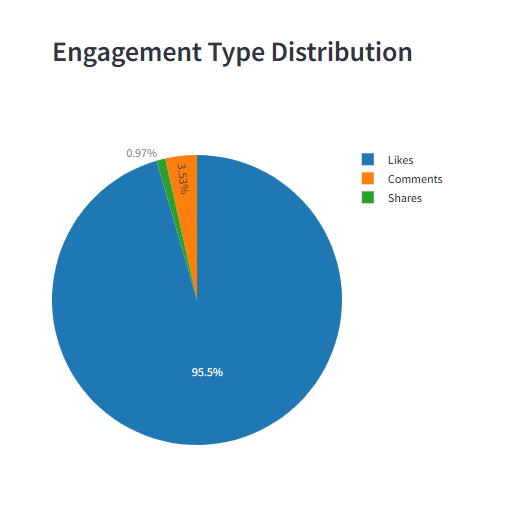 Engagement Type Distribution
0.97%
3.53%
95.5%
Likes
Comments
Shares